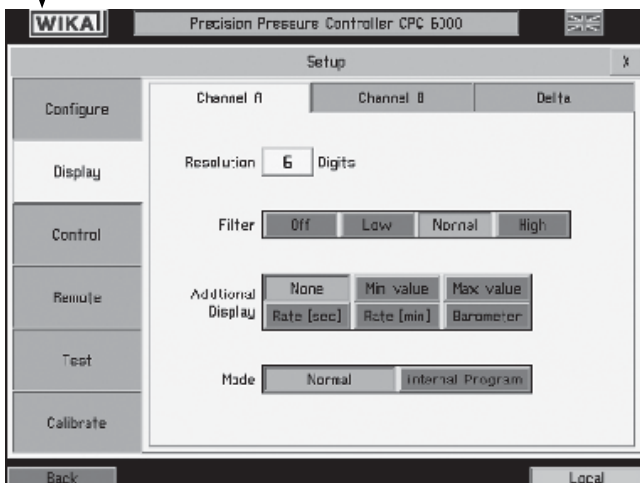 WIKAI Precision Pressure Controller CPC 6000
Setup X
Configure
Display
Control
Remote
Test
Calibrate
Channel A Channel B Delta
Resolution 6 Digits
Filter Off Low Normal High
Addtional Display
None Min value Max value
Rate [sec] Rate [min] Barometer
Mode Normal internal Program
Back Local